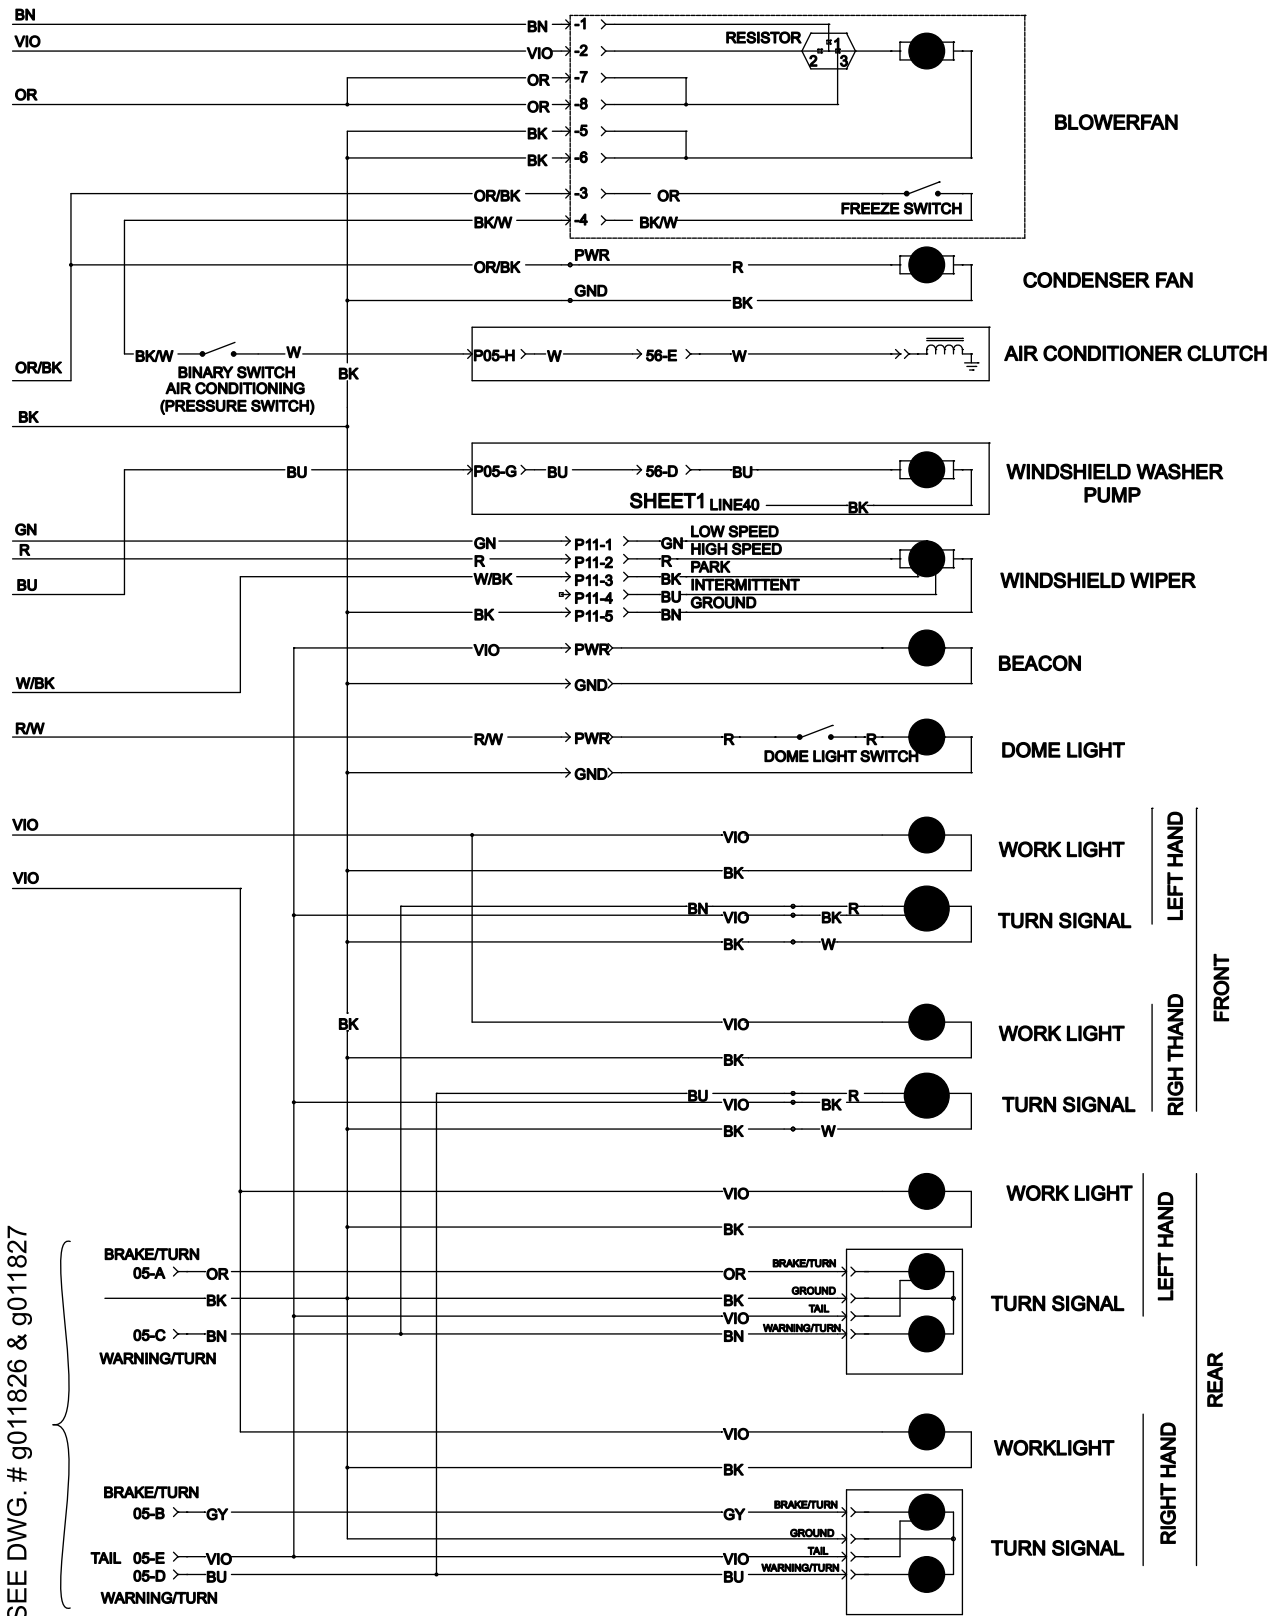 BN
BN -1
VIO
VIO -2
RESISTOR
1
2 3
OR -7
OR
OR -8
BLOWERFAN
BK -5
BK -6
OR/BK -3 OR
FREEZE SWITCH
BK/W -4 BK/W
PWR
OR/BK R
CONDENSER FAN
GND
BK
BK/W W P05-H W 56-E W
AIR CONDITIONER CLUTCH
OR/BK
BINARY SWITCH
AIR CONDITIONING
(PRESSURE SWITCH)
BK
BK
BU P05-G BU 56-D BU
WINDSHIELD WASHER
PUMP
SHEET1 LINE40 BK
GN
GN P11-1 GN LOW SPEED
R
R P11-2 R HIGH SPEED
W/BK P11-3 BK PARK
BU
P11-4 BU INTERMITTENT
BK P11-5 BN GROUND
WINDSHIELD WIPER
VIO PWR
BEACON
W/BK
GND
R/W
R/W PWR R R
DOME LIGHT SWITCH
DOME LIGHT
GND
VIO
VIO
WORK LIGHT
BK
VIO
BN R
VIO BK
TURN SIGNAL
BK W
LEFT HAND
FRONT
BK
VIO
WORK LIGHT
BK
BU R
VIO BK
TURN SIGNAL
BK W
RIGH THAND
VIO
WORK LIGHT
BK
LEFT HAND
SEE DWG. # g011826 & g011827
BRAKE/TURN
05-A OR OR BRAKE/TURN
BK BK GROUND
VIO TAIL
TURN SIGNAL
05-C BN BN WARNING/TURN
WARNING/TURN
REAR
VIO
WORKLIGHT
BK
RIGHT HAND
BRAKE/TURN
05-B GY GY BRAKE/TURN
GROUND
TURN SIGNAL
TAIL 05-E VIO VIO TAIL
05-D BU BU WARNING/TURN
WARNING/TURN